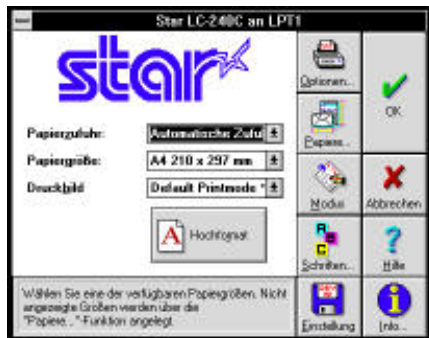 Star LC-240C an LPT1
star
Optionen...
OK
Papierzufuhr:
Automatische Zufu
Papiergröße:
A4 210 x 297 mm
Papiere...
Druckbild
Default Printmode *
Modus
Abbrechen
A
Hochformat
Schriften...
Hilfe
Wählen Sie eine der verfügbaren Papiergrößen. Nicht
angezeigte Größen werden über die
"Papiere..."-Funktion angelegt.
Einstellung
Info...